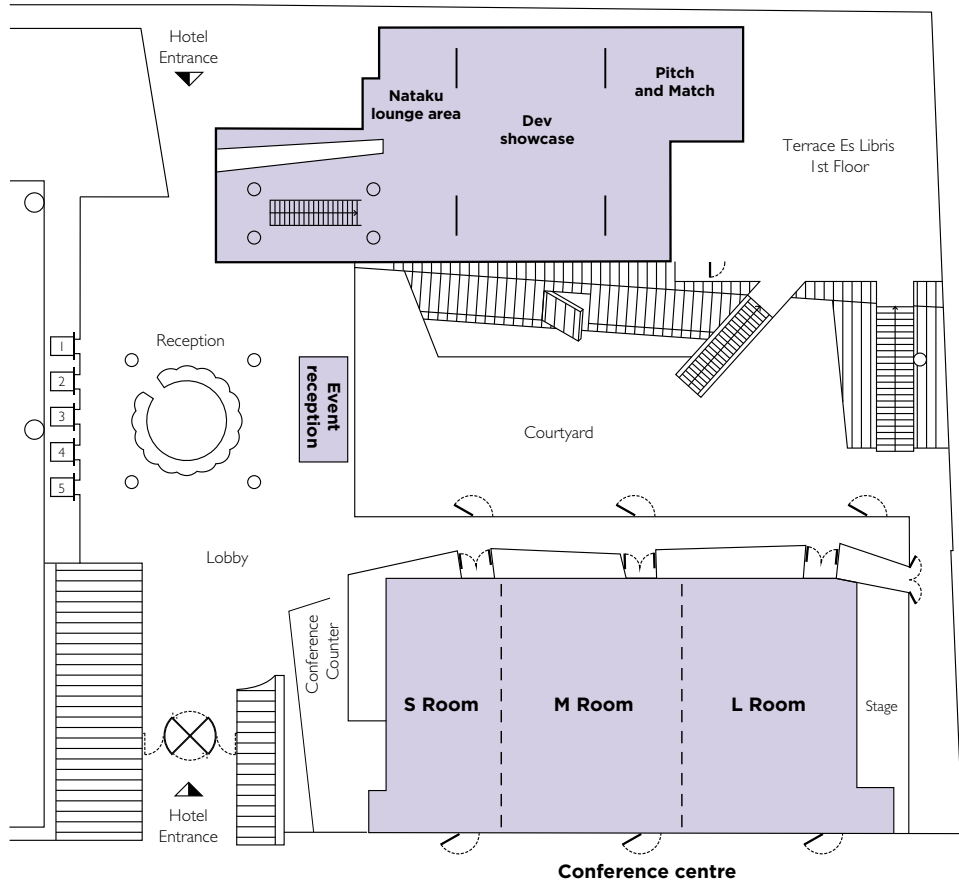 Hotel
Entrance
Nataku
lounge area
Dev
showcase
Pitch
and Match
Terrace Es Libris
1st Floor
Reception
1
2
3
4
5
Event
reception
Courtyard
Lobby
Conference
Counter
S Room
M Room
L Room
Stage
Hotel
Entrance
Conference centre